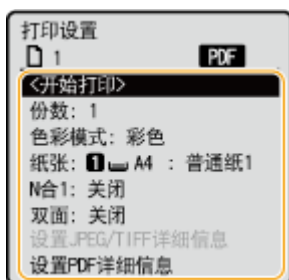 打印设置
1 PDF
<开始打印>
份数: 1
色彩模式: 彩色
纸张: 1 A4 : 普通纸1
N合1: 关闭
双面: 关闭
设置JPEG/TIFF详细信息
设置PDF详细信息